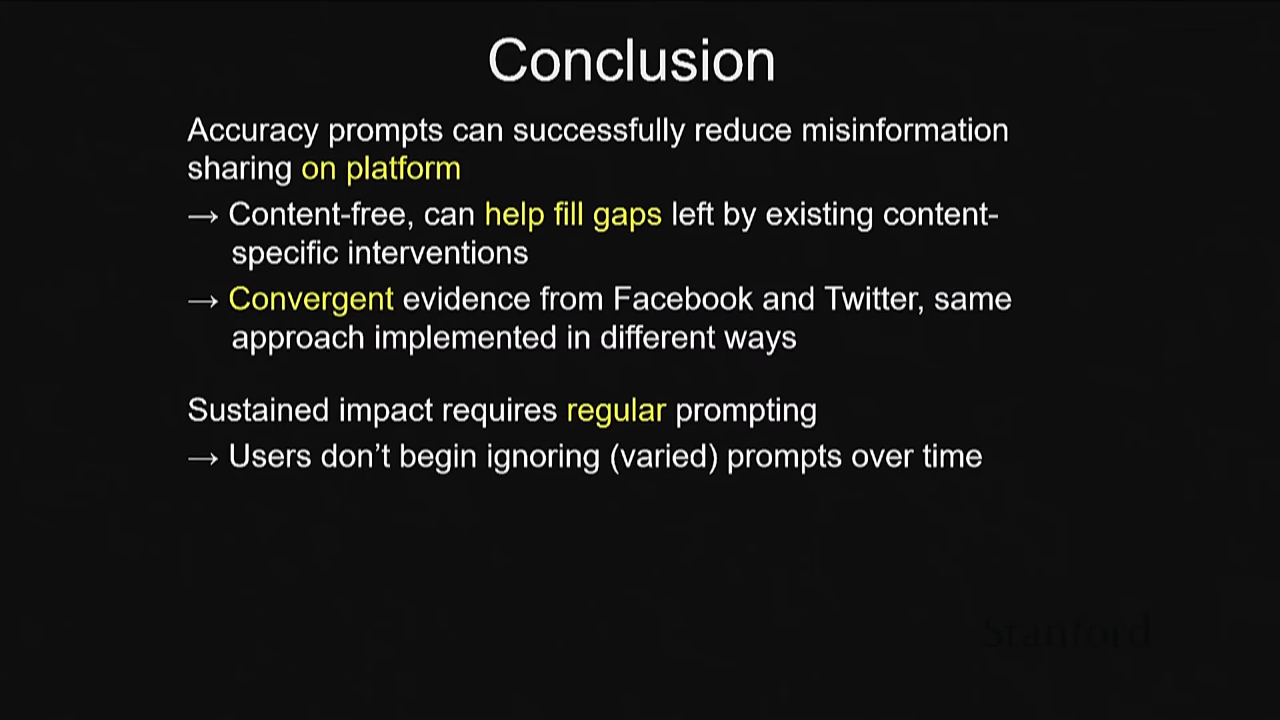 Conclusion
Accuracy prompts can successfully reduce misinformation
sharing on platform
→ Content-free, can help fill gaps left by existing content-
specific interventions
→ Convergent evidence from Facebook and Twitter, same
approach implemented in different ways
Sustained impact requires regular prompting
→ Users don’t begin ignoring (varied) prompts over time
Stanford